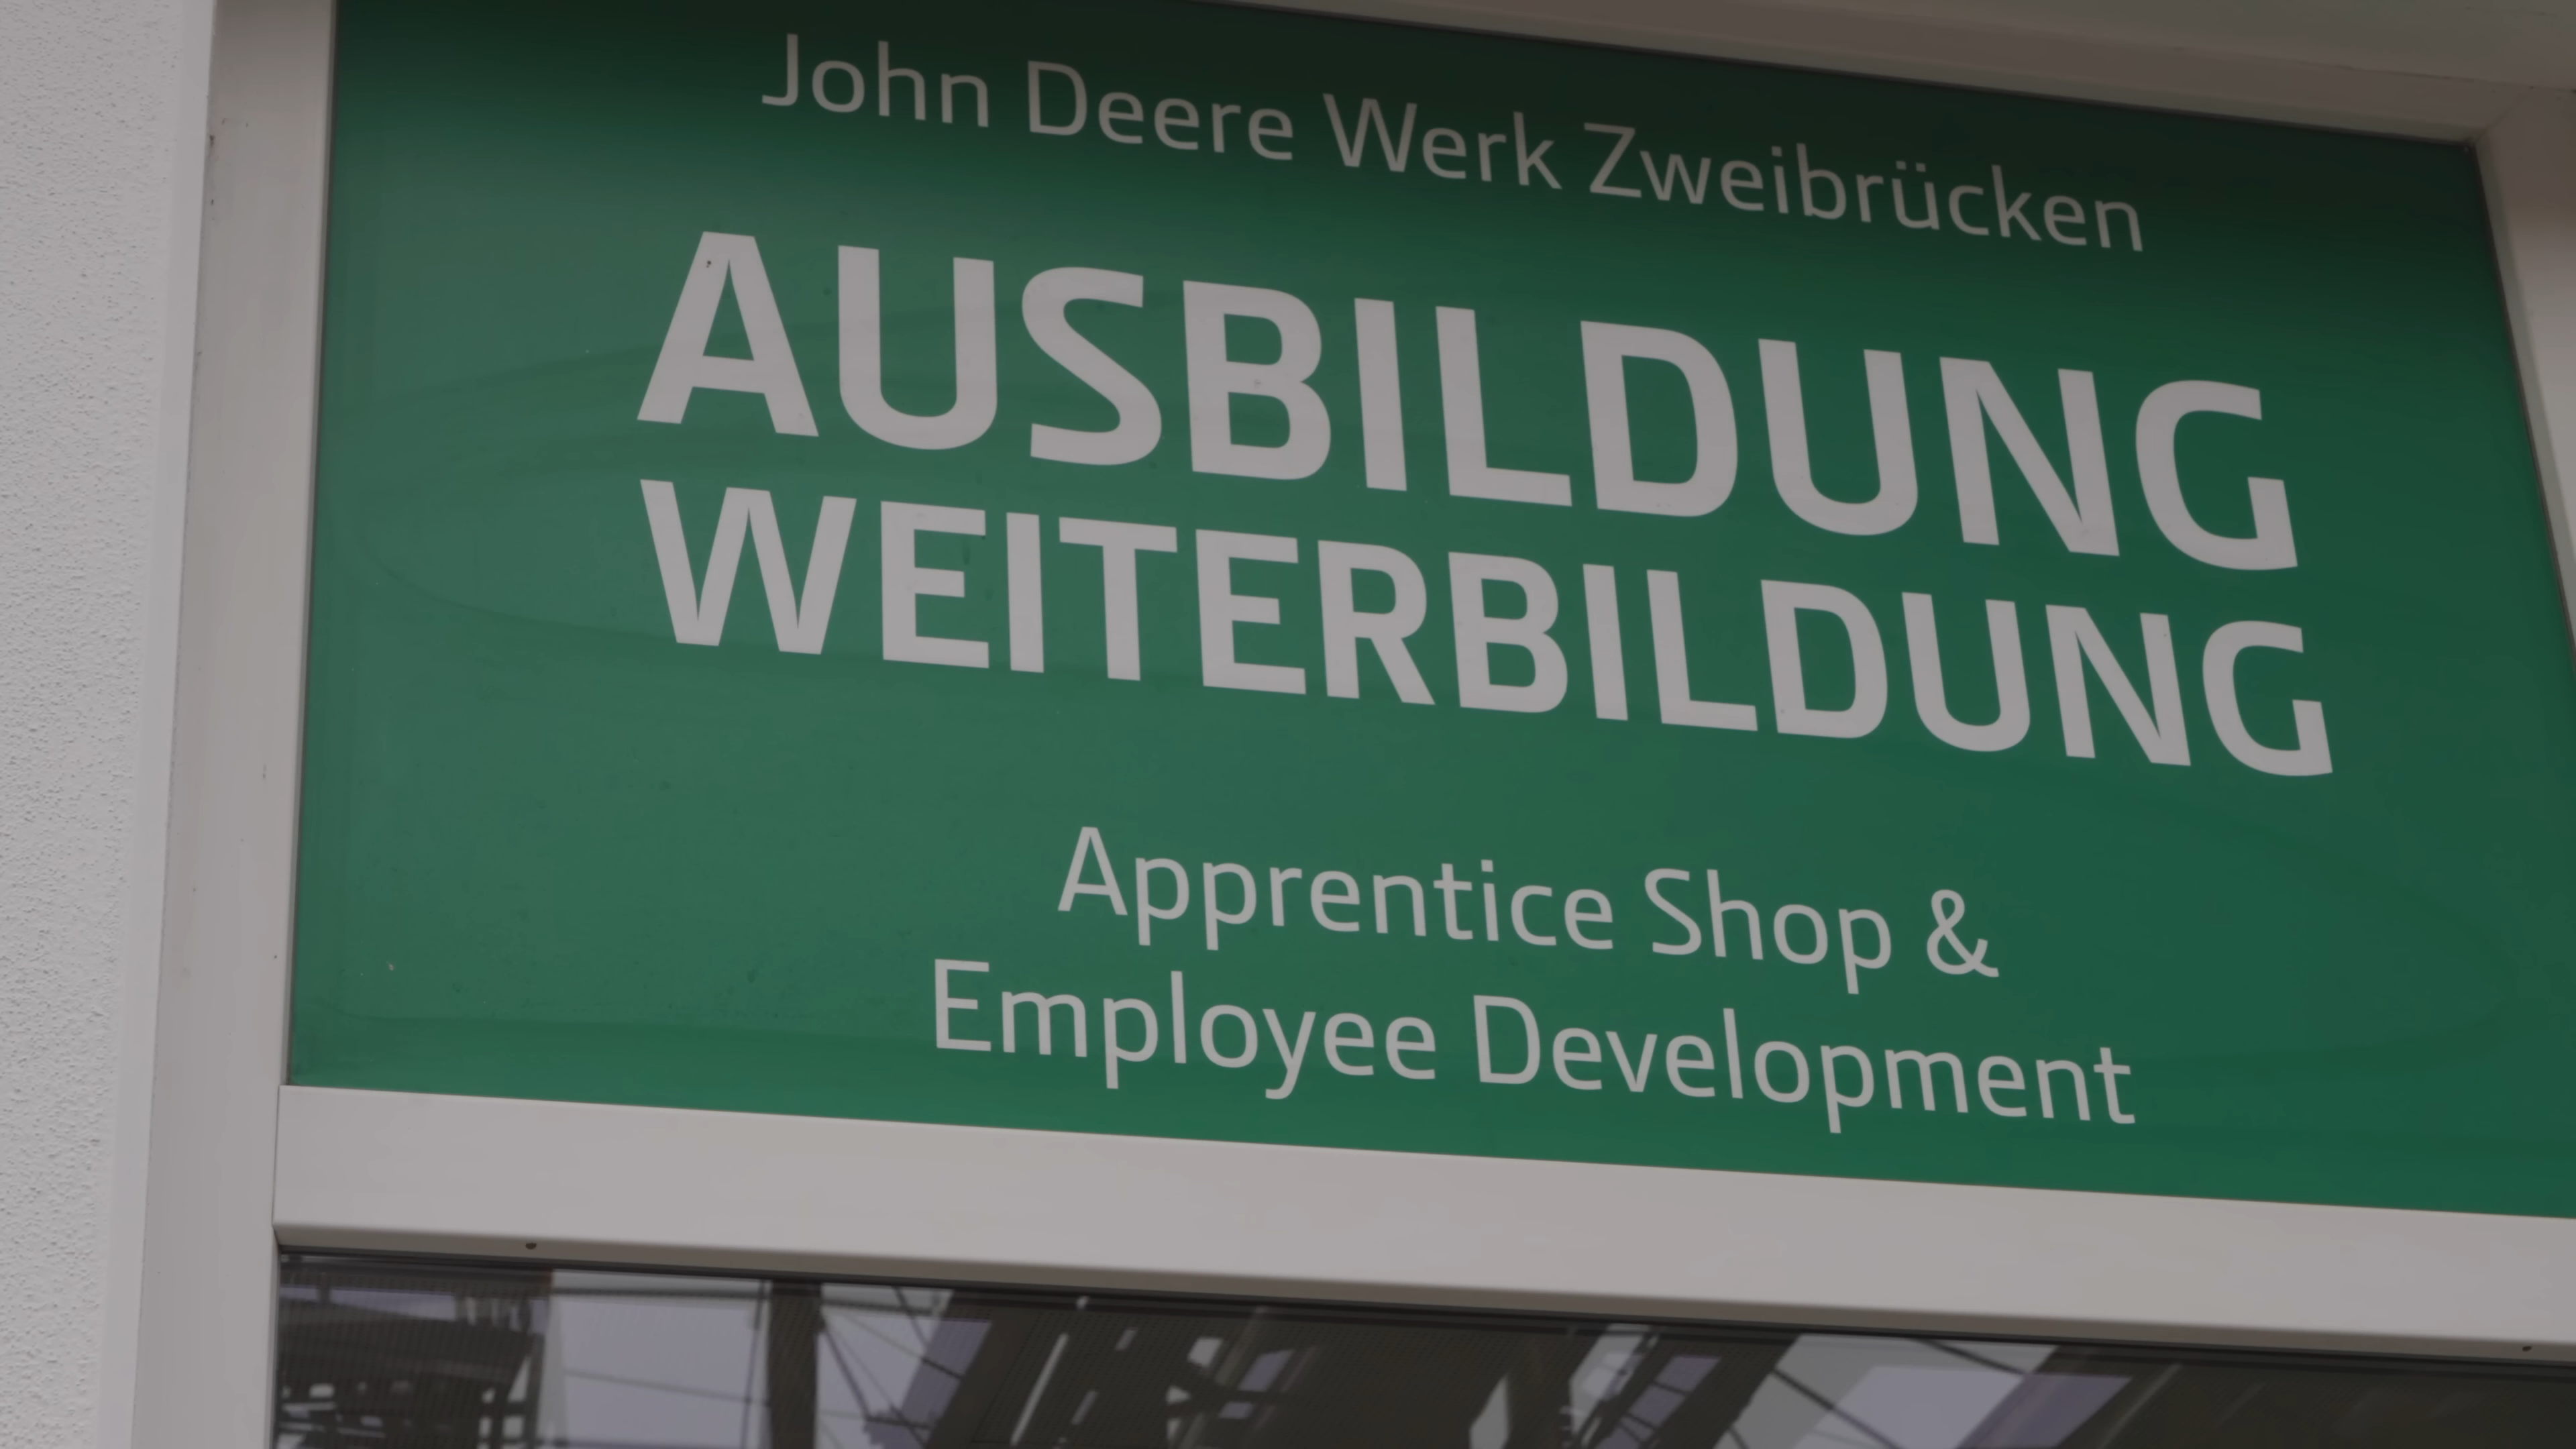 John Deere Werk Zweibrücken
AUSBILDUNG
WEITERBILDUNG
Apprentice Shop &
Employee Development